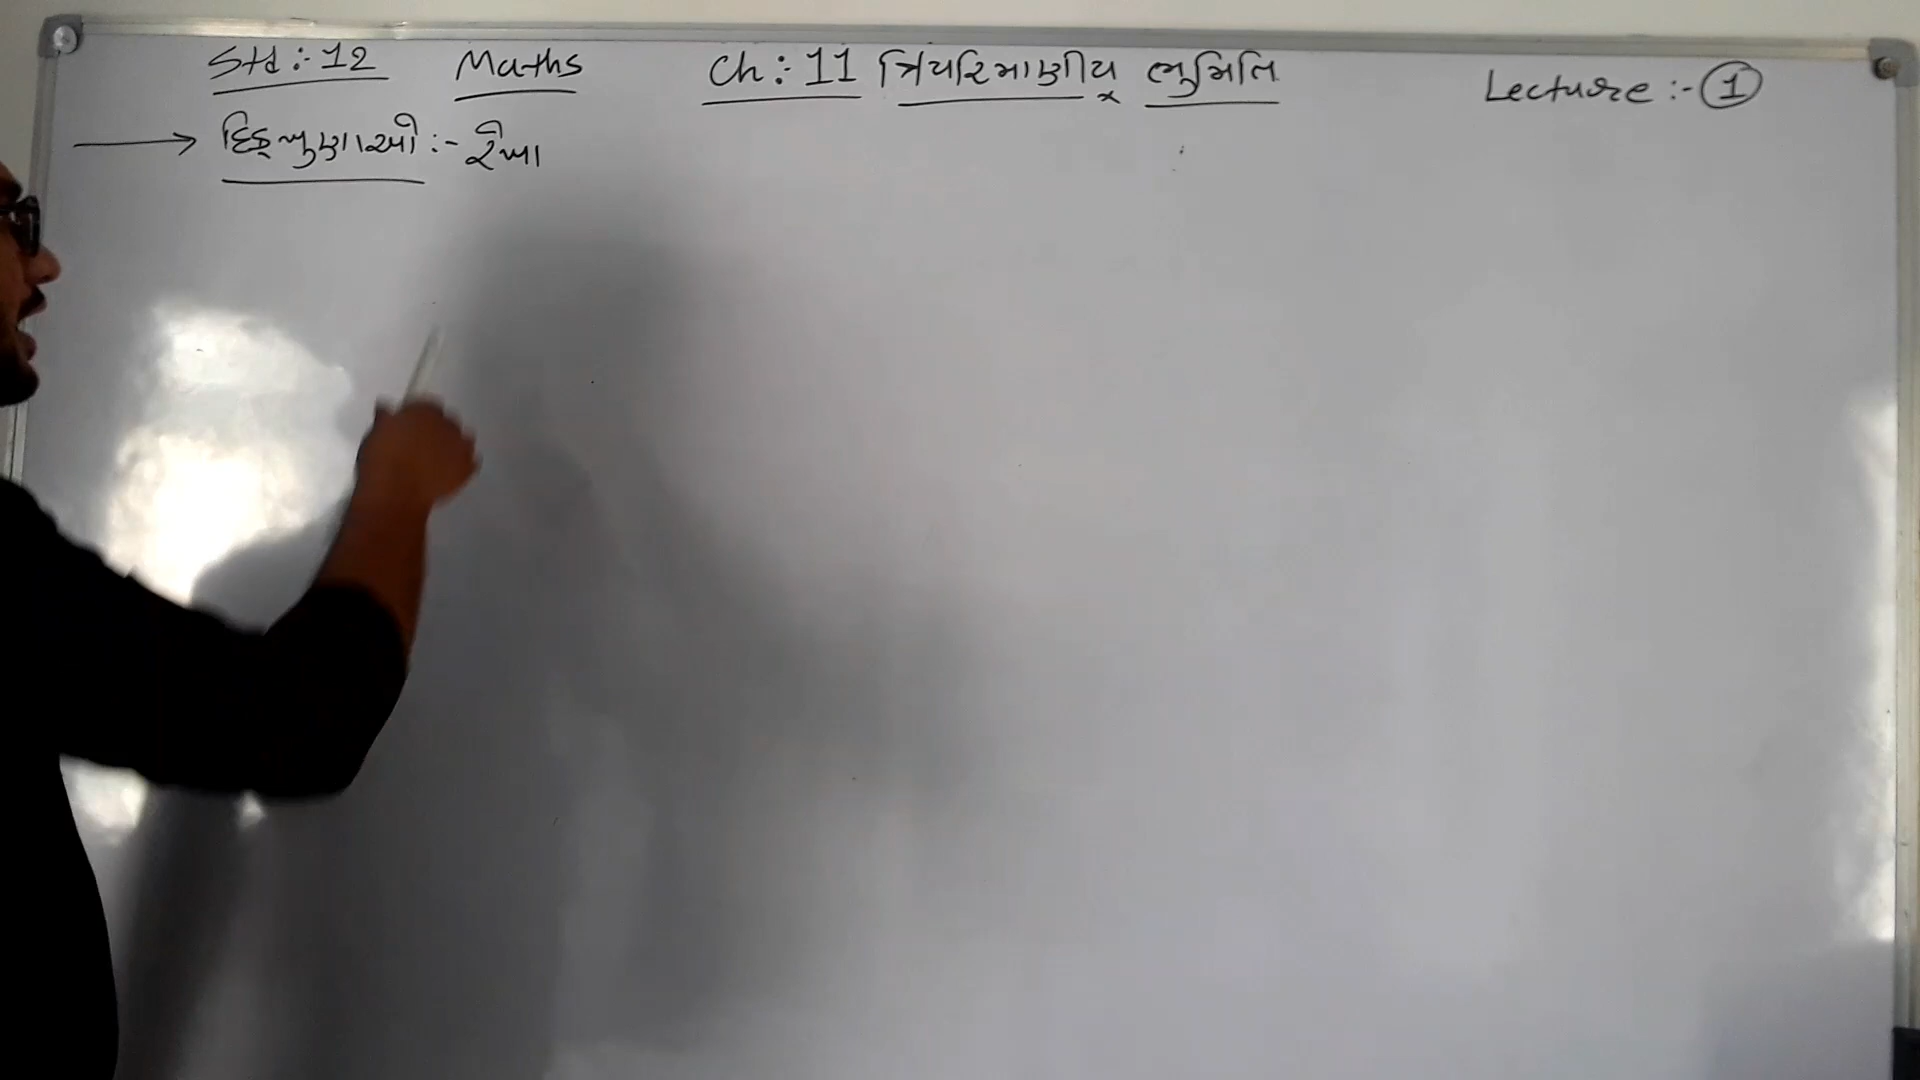 Std :- 12 Maths Ch :- 11 ત્રિપરિમાણીય ભુમિતિ Lecture :- 1
→ દિક્ગુણોત્તરો :- રેખા